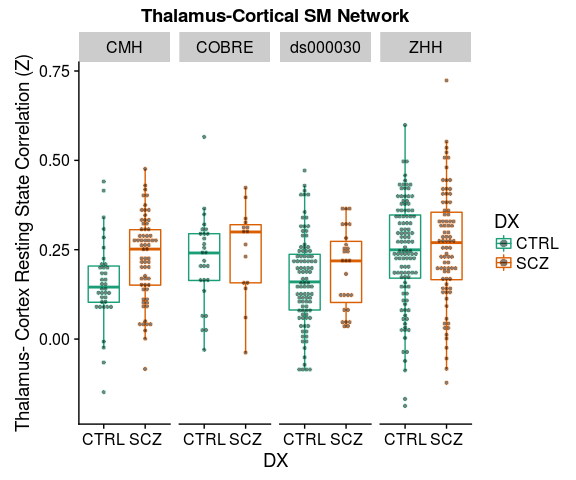 Thalamus-Cortical SM Network
CMH COBRE ds000030 ZHH
Thalamus- Cortex Resting State Correlation (Z)
0.75
0.50
0.25
0.00
CTRL SCZ CTRL SCZ CTRL SCZ CTRL SCZ
DX
DX
CTRL
SCZ